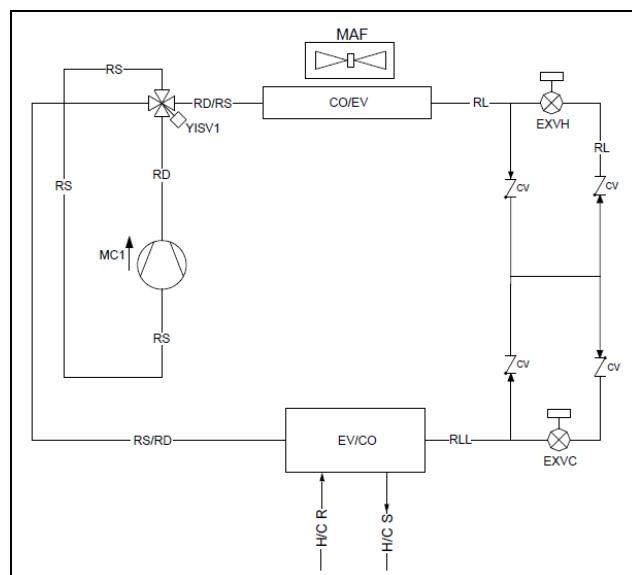 MAF
RS
RD/RS
CO/EV
RL
YISV1
EXVH
RL
RD
RS
CV
CV
MC1
RS
CV
CV
RS/RD
EV/CO
RLL
EXVC
H/C R
H/C S